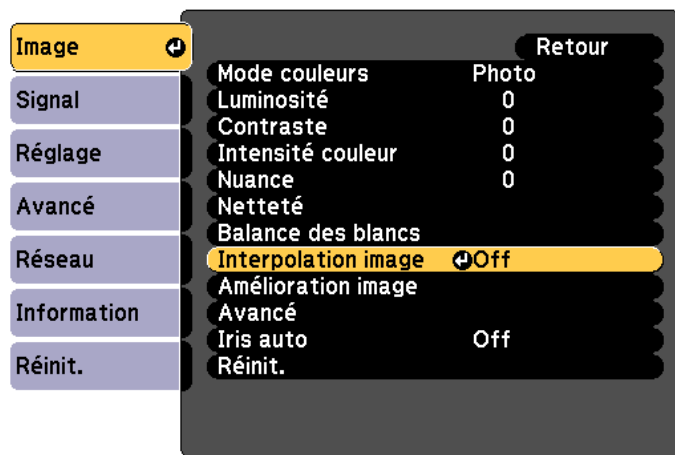 Image
Signal
Réglage
Avancé
Réseau
Information
Réinit.
Retour
Mode couleurs Photo
Luminosité 0
Contraste 0
Intensité couleur 0
Nuance 0
Netteté
Balance des blancs
Interpolation image Off
Amélioration image
Avancé
Iris auto Off
Réinit.